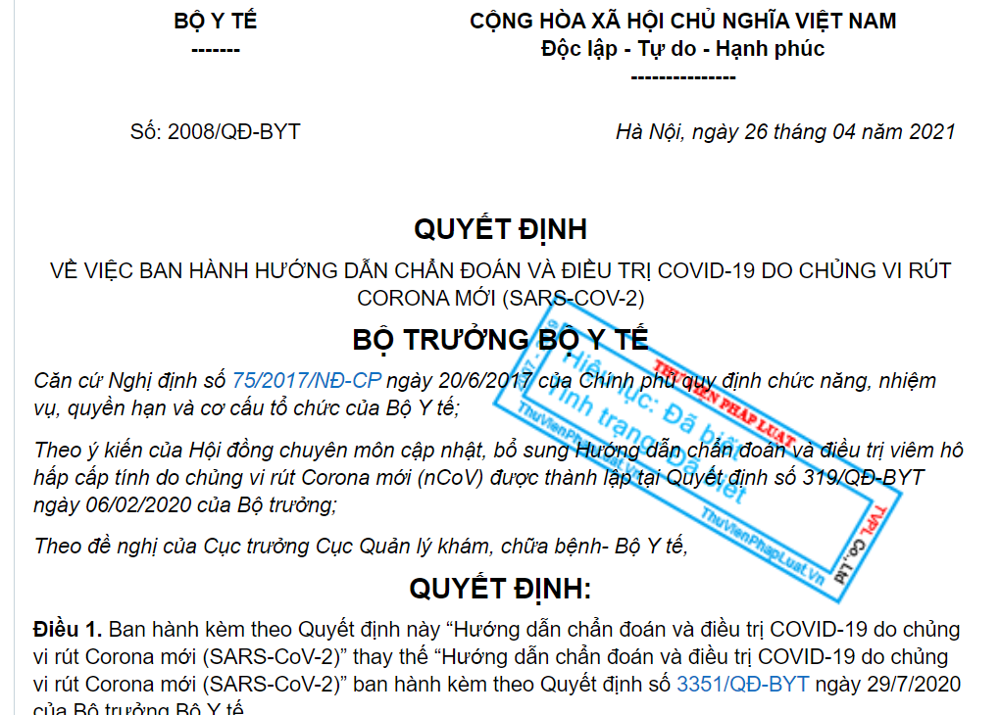 BỘ Y TẾ
-------
CỘNG HÒA XÃ HỘI CHỦ NGHĨA VIỆT NAM
Độc lập - Tự do - Hạnh phúc
---------------
Số: 2008/QĐ-BYT
Hà Nội, ngày 26 tháng 04 năm 2021
QUYẾT ĐỊNH
VỀ VIỆC BAN HÀNH HƯỚNG DẪN CHẨN ĐOÁN VÀ ĐIỀU TRỊ COVID-19 DO CHỦNG VI RÚT
CORONA MỚI (SARS-COV-2)
BỘ TRƯỞNG BỘ Y TẾ
Căn cứ Nghị định số 75/2017/NĐ-CP ngày 20/6/2017 của Chính phủ quy định chức năng, nhiệm
vụ, quyền hạn và cơ cấu tổ chức của Bộ Y tế;
Theo ý kiến của Hội đồng chuyên môn cập nhật, bổ sung Hướng dẫn chẩn đoán và điều trị viêm hô
hấp cấp tính do chủng vi rút Corona mới (nCoV) được thành lập tại Quyết định số 319/QĐ-BYT
ngày 06/02/2020 của Bộ trưởng;
Theo đề nghị của Cục trưởng Cục Quản lý khám, chữa bệnh- Bộ Y tế,
QUYẾT ĐỊNH:
Điều 1. Ban hành kèm theo Quyết định này “Hướng dẫn chẩn đoán và điều trị COVID-19 do chủng
vi rút Corona mới (SARS-CoV-2)” thay thế “Hướng dẫn chẩn đoán và điều trị COVID-19 do chủng
vi rút Corona mới (SARS-CoV-2)” ban hành kèm theo Quyết định số 3351/QĐ-BYT ngày 29/7/2020
của Bộ trưởng Bộ Y tế
THƯ VIỆN PHÁP LUẬT
Hiệu lực: Đã biết
Tình trạng: Đã biết
ThuVienPhapLuat.vn
ThuVienPhapLuat.vn
TVPL Co.,Ltd